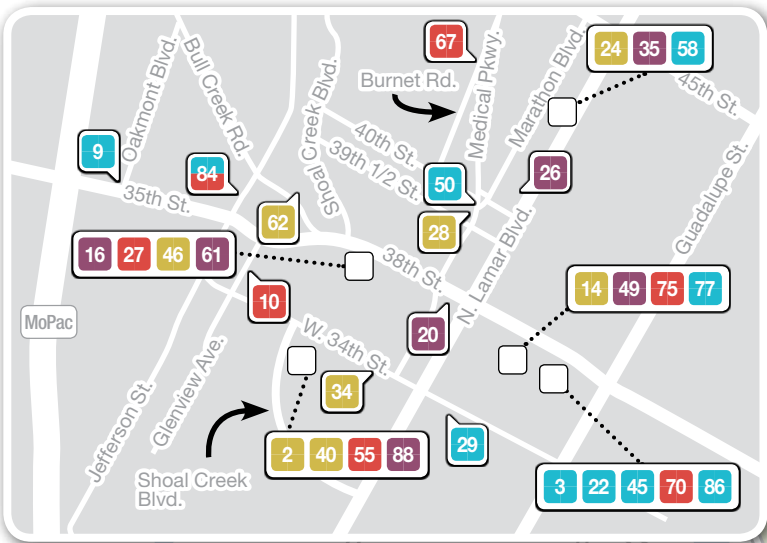 67
24 35 58
Burnet Rd.
Oakmont Blvd.
Bull Creek Rd.
Shoal Creek Blvd.
Medical Pkwy.
Marathon Blvd.
45th St.
40th St.
39th 1/2 St.
9
84
50
26
35th St.
62
28
Guadalupe St.
16 27 46 61
38th St.
N. Lamar Blvd.
14 49 75 77
10
MoPac
W. 34th St.
20
34
Jefferson St.
Glenview Ave.
2 40 55 88
29
Shoal Creek
Blvd.
3 22 45 70 86